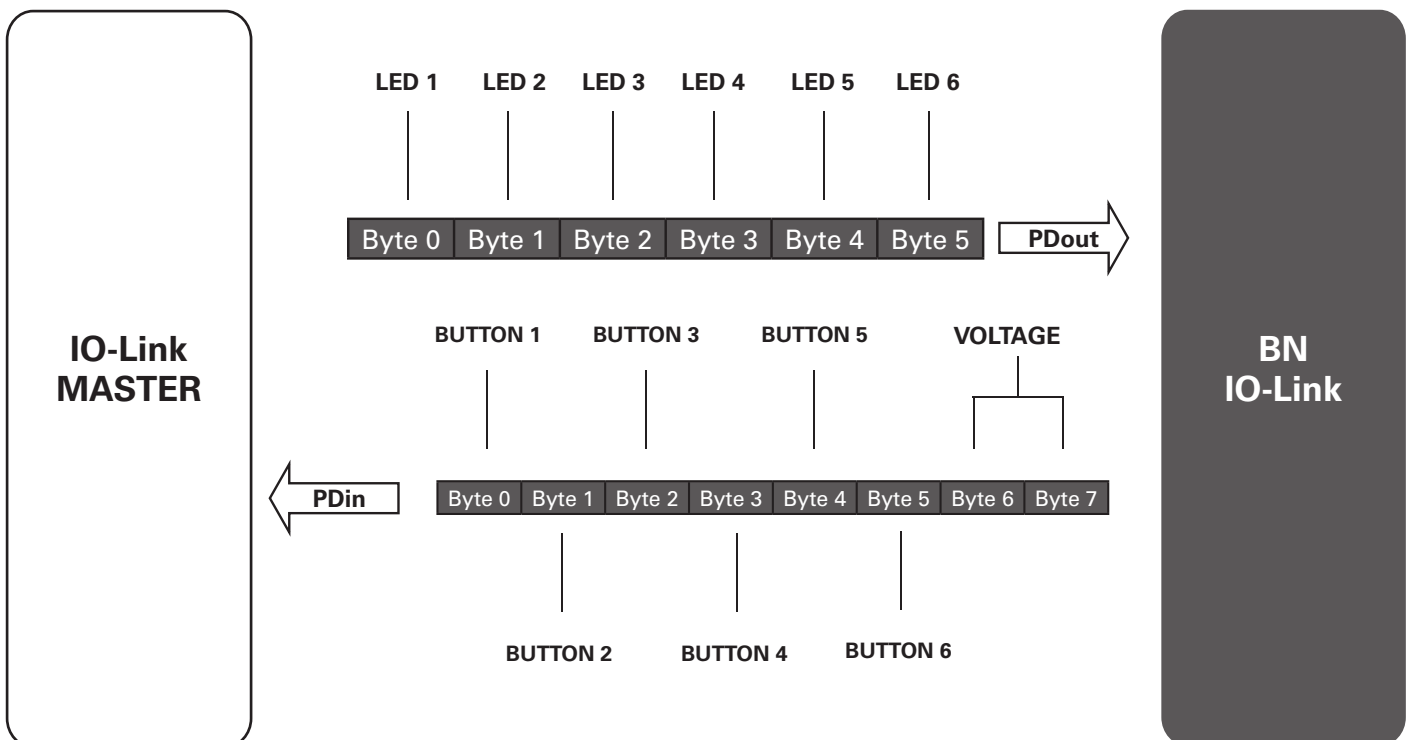 LED 1 LED 2 LED 3 LED 4 LED 5 LED 6
Byte 0 Byte 1 Byte 2 Byte 3 Byte 4 Byte 5 PDout
BUTTON 1 BUTTON 3 BUTTON 5 VOLTAGE
IO-Link
MASTER
BN
IO-Link
PDin Byte 0 Byte 1 Byte 2 Byte 3 Byte 4 Byte 5 Byte 6 Byte 7
BUTTON 2 BUTTON 4 BUTTON 6